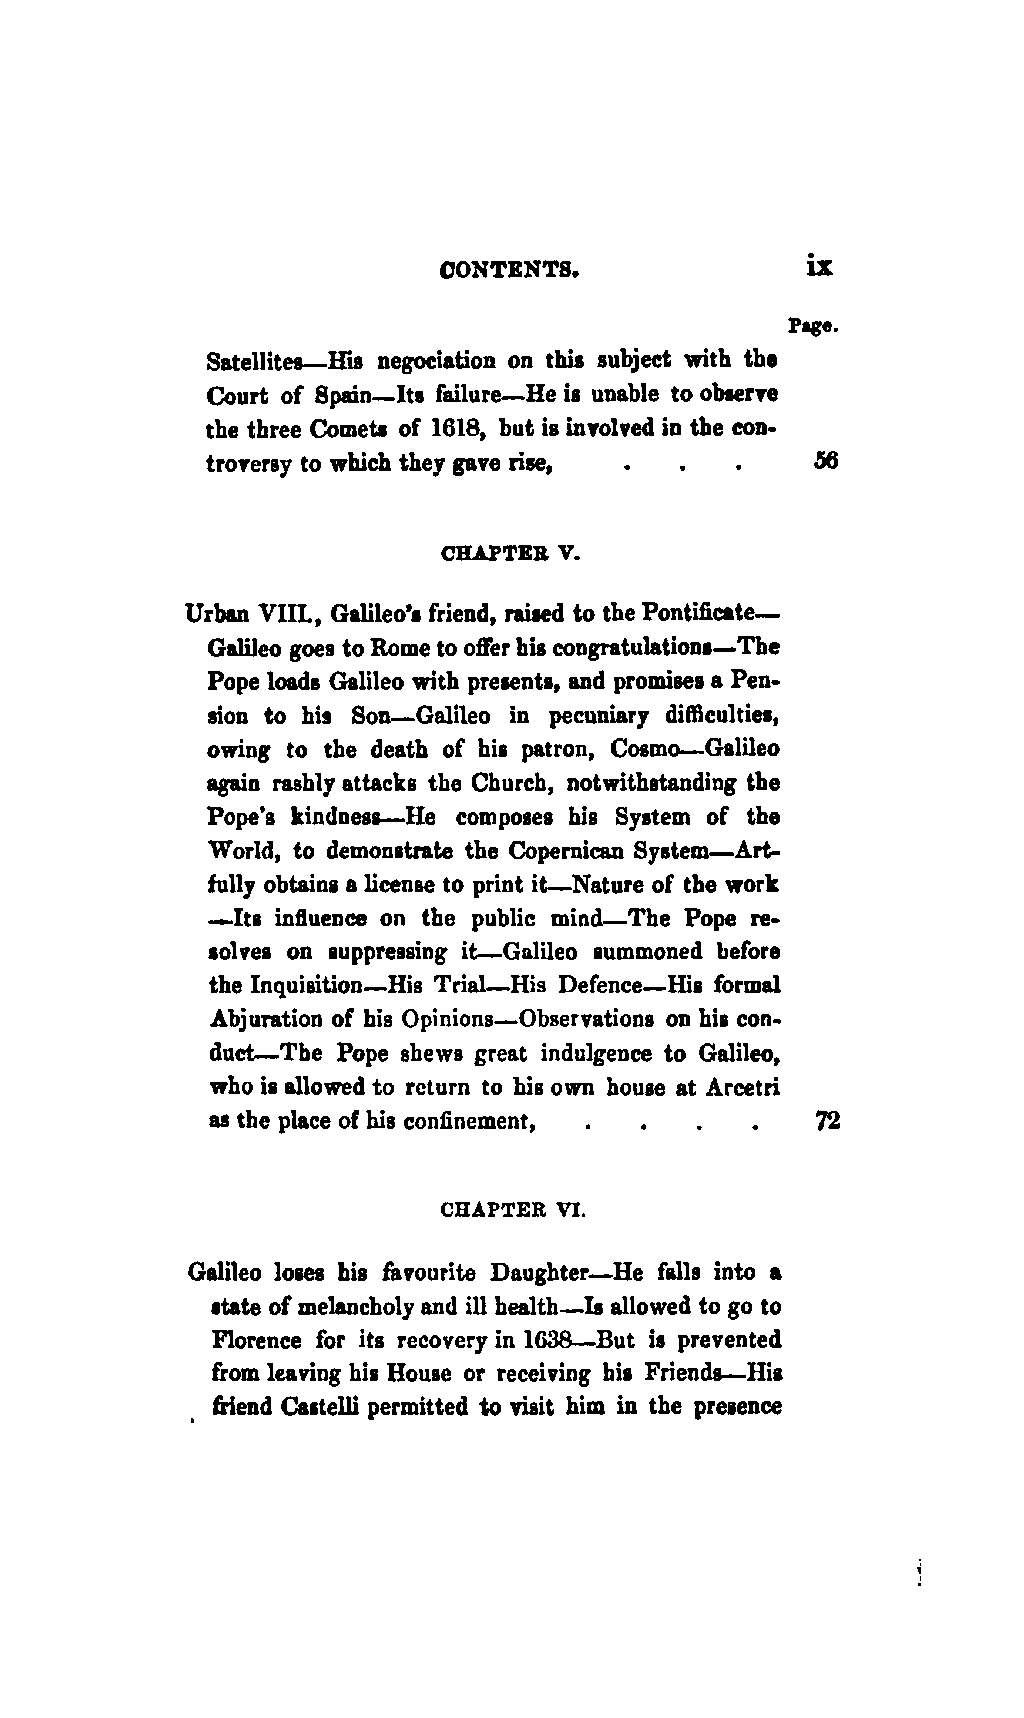 CONTENTS. ix
Page.
Satellites—His negociation on this subject with the
Court of Spain—Its failure—He is unable to observe
the three Comets of 1618, but is involved in the con-
troversy to which they gave rise, . . . 56
CHAPTER V.
Urban VIII., Galileo's friend, raised to the Pontificate—
Galileo goes to Rome to offer his congratulations—The
Pope loads Galileo with presents, and promises a Pen-
sion to his Son—Galileo in pecuniary difficulties,
owing to the death of his patron, Cosmo—Galileo
again rashly attacks the Church, notwithstanding the
Pope's kindness—He composes his System of the
World, to demonstrate the Copernican System—Art-
fully obtains a license to print it—Nature of the work
—Its influence on the public mind—The Pope re-
solves on suppressing it—Galileo summoned before
the Inquisition—His Trial—His Defence—His formal
Abjuration of his Opinions—Observations on his con-
duct—The Pope shews great indulgence to Galileo,
who is allowed to return to his own house at Arcetri
as the place of his confinement, . . . . 72
CHAPTER VI.
Galileo loses his favourite Daughter—He falls into a
state of melancholy and ill health—Is allowed to go to
Florence for its recovery in 1638—But is prevented
from leaving his House or receiving his Friends—His
friend Castelli permitted to visit him in the presence